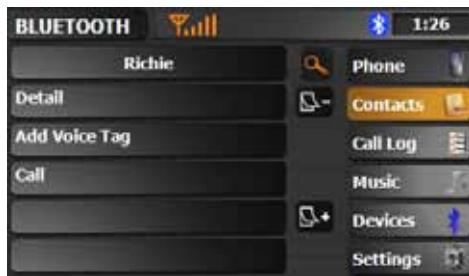 BLUETOOTH 1:26
Richie
Phone
Detail
Contacts
Add Voice Tag
Call Log
Call
Music
Devices
Settings